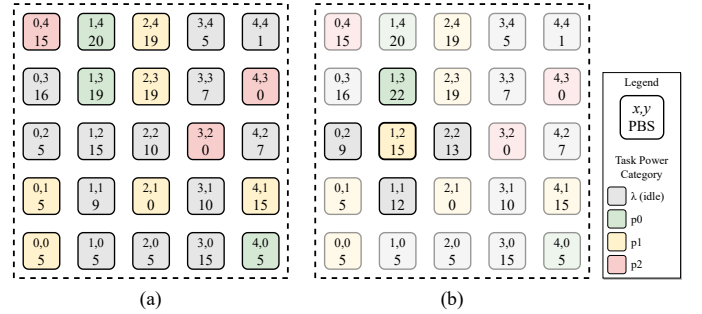 0,4 1,4 2,4 3,4 4,4
15 20 19 5 1
0,3 1,3 2,3 3,3 4,3
16 19 19 7 0
0,2 1,2 2,2 3,2 4,2
5 15 10 0 7
0,1 1,1 2,1 3,1 4,1
5 9 0 10 15
0,0 1,0 2,0 3,0 4,0
5 5 5 15 5
(a)
0,4 1,4 2,4 3,4 4,4
15 20 19 5 1
0,3 1,3 2,3 3,3 4,3
16 22 19 7 0
0,2 1,2 2,2 3,2 4,2
9 15 13 0 7
0,1 1,1 2,1 3,1 4,1
5 12 0 10 15
0,0 1,0 2,0 3,0 4,0
5 5 5 15 5
(b)
Legend
x,y
PBS
Task Power
Category
λ (idle)
p0
p1
p2